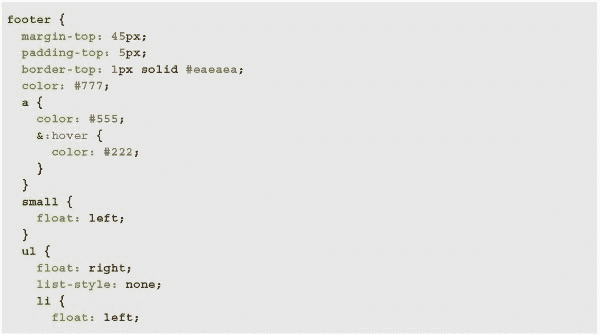 footer {
  margin-top: 45px;
  padding-top: 5px;
  border-top: 1px solid #eaeaea;
  color: #777;
  a {
    color: #555;
    &:hover {
      color: #222;
    }
  }
  small {
    float: left;
  }
  ul {
    float: right;
    list-style: none;
    li {
      float: left;